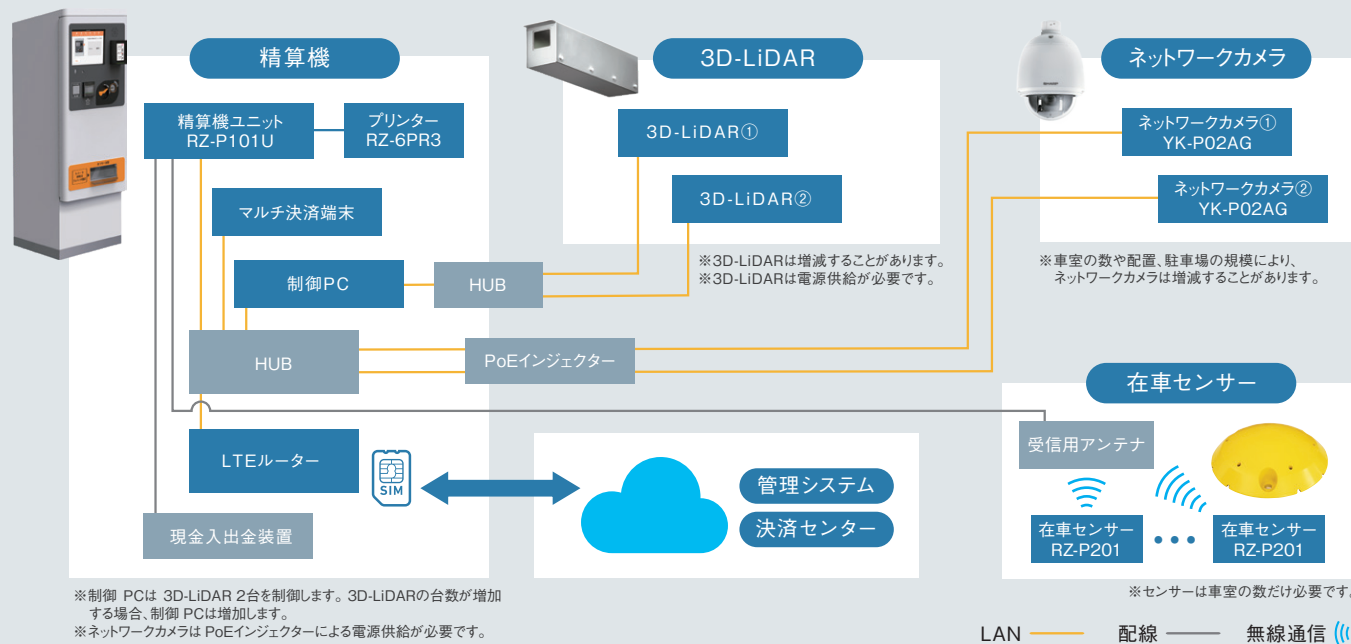 精算機
精算機ユニット
RZ-P101U
プリンター
RZ-6PR3
マルチ決済端末
制御PC
HUB
HUB
PoEインジェクター
LTEルーター
SIM
現金入出金装置
※制御 PCは 3D-LiDAR 2台を制御します。3D-LiDARの台数が増加
する場合、制御 PCは増加します。
※ネットワークカメラは PoEインジェクターによる電源供給が必要です。
3D-LiDAR
3D-LiDAR①
3D-LiDAR②
※3D-LiDARは増減することがあります。
※3D-LiDARは電源供給が必要です。
管理システム
決済センター
ネットワークカメラ
ネットワークカメラ①
YK-P02AG
ネットワークカメラ②
YK-P02AG
※車室の数や配置、駐車場の規模により、
ネットワークカメラは増減することがあります。
在車センサー
受信用アンテナ
在車センサー
RZ-P201
•••
在車センサー
RZ-P201
※センサーは車室の数だけ必要です。
LAN
配線
無線通信